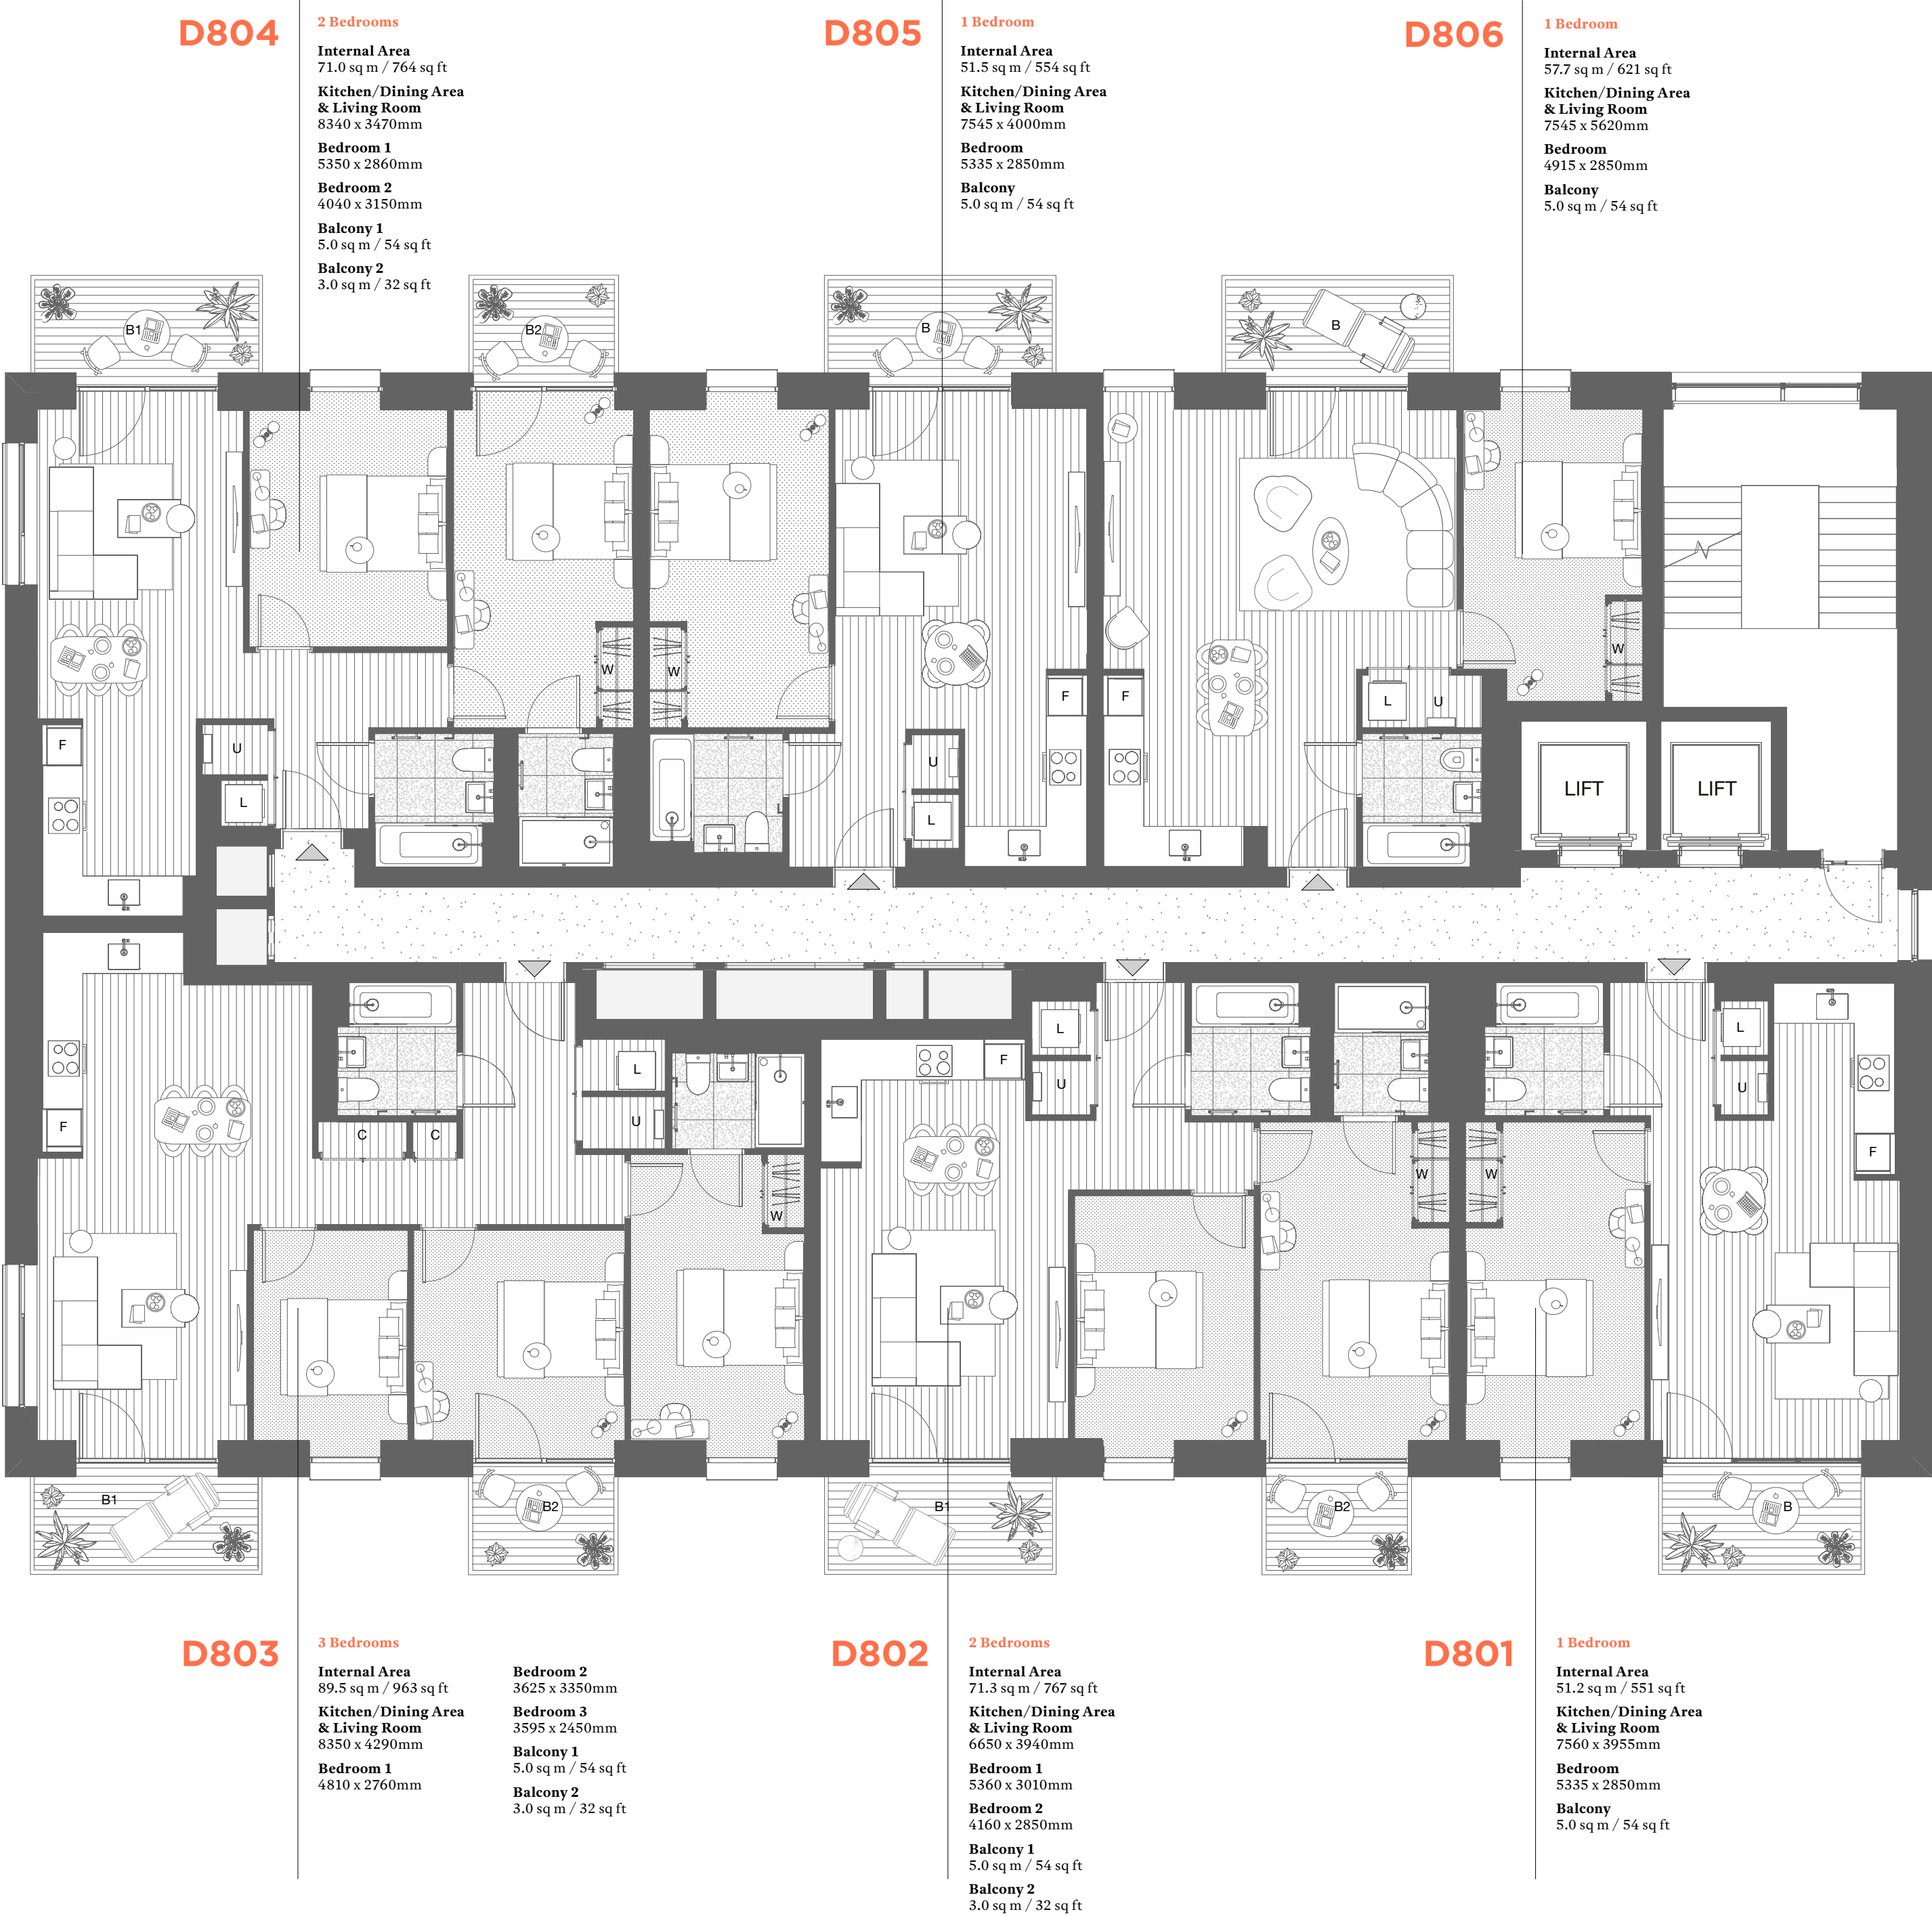 D804
2 Bedrooms
Internal Area
71.0 sq m / 764 sq ft
Kitchen/Dining Area
& Living Room
8340 x 3470mm
Bedroom 1
5350 x 2860mm
Bedroom 2
4040 x 3150mm
Balcony 1
5.0 sq m / 54 sq ft
Balcony 2
3.0 sq m / 32 sq ft
D805
1 Bedroom
Internal Area
51.5 sq m / 554 sq ft
Kitchen/Dining Area
& Living Room
7545 x 4000mm
Bedroom
5335 x 2850mm
Balcony
5.0 sq m / 54 sq ft
D806
1 Bedroom
Internal Area
57.7 sq m / 621 sq ft
Kitchen/Dining Area
& Living Room
7545 x 5620mm
Bedroom
4915 x 2850mm
Balcony
5.0 sq m / 54 sq ft
B1
B2
B
B
W
W
W
F
F
F
L
U
U
L
U
L
L
LIFT
LIFT
L
U
F
L
U
F
L
U
F
C
C
W
W
W
B1
B2
B1
B2
B
D803
3 Bedrooms
Internal Area
89.5 sq m / 963 sq ft
Kitchen/Dining Area
& Living Room
8350 x 4290mm
Bedroom 1
4810 x 2760mm
Bedroom 2
3625 x 3350mm
Bedroom 3
3595 x 2450mm
Balcony 1
5.0 sq m / 54 sq ft
Balcony 2
3.0 sq m / 32 sq ft
D802
2 Bedrooms
Internal Area
71.3 sq m / 767 sq ft
Kitchen/Dining Area
& Living Room
6650 x 3940mm
Bedroom 1
5360 x 3010mm
Bedroom 2
4160 x 2850mm
Balcony 1
5.0 sq m / 54 sq ft
Balcony 2
3.0 sq m / 32 sq ft
D801
1 Bedroom
Internal Area
51.2 sq m / 551 sq ft
Kitchen/Dining Area
& Living Room
7560 x 3955mm
Bedroom
5335 x 2850mm
Balcony
5.0 sq m / 54 sq ft